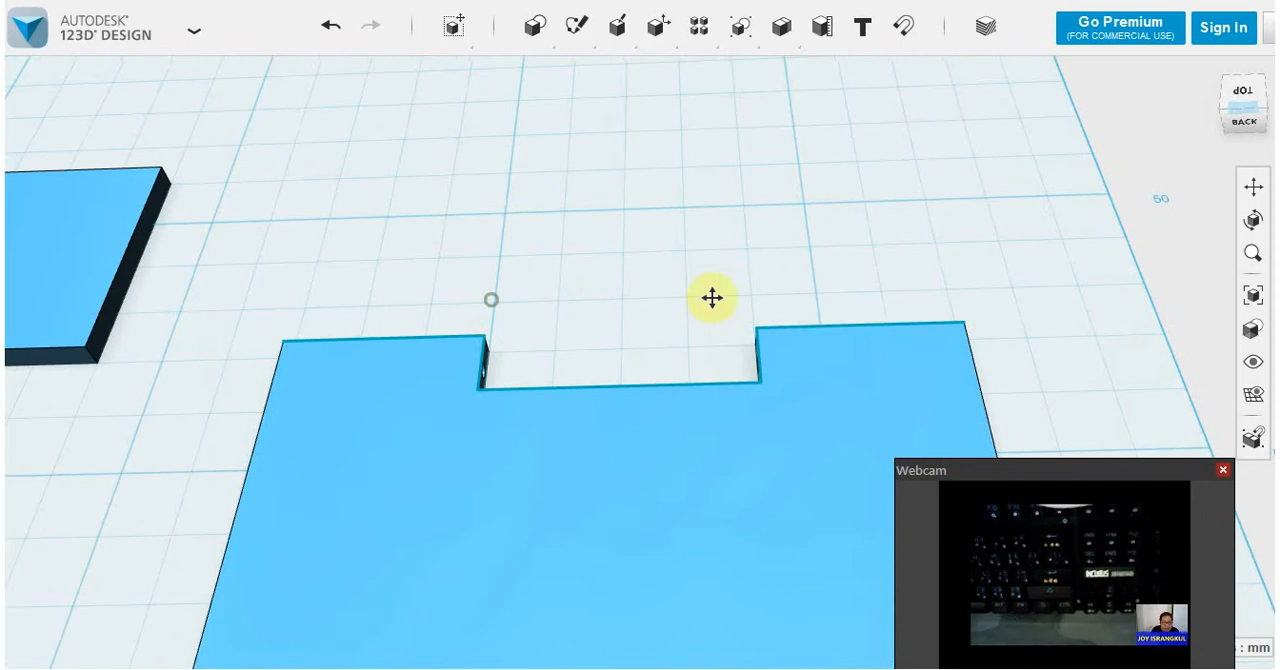 AUTODESK®
123D® DESIGN
T
Go Premium
(FOR COMMERCIAL USE)
Sign In
TOP
BACK
50
Webcam
JOY ISRANGKUL
: mm